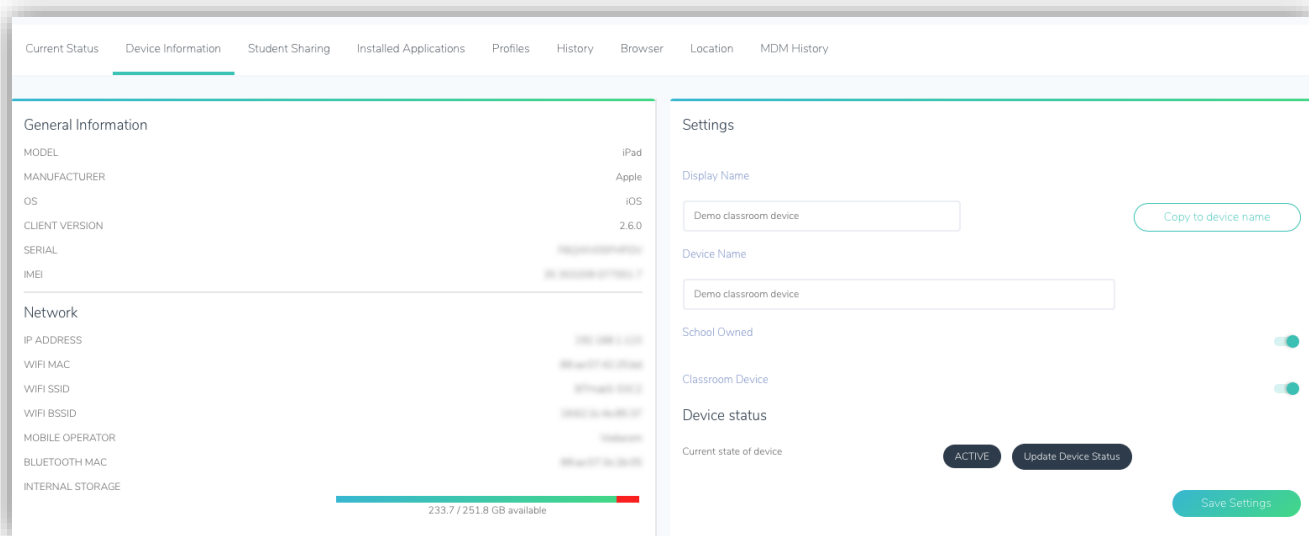 Current Status Device Information Student Sharing Installed Applications Profiles History Browser Location MDM History
General Information
MODEL iPad
MANUFACTURER Apple
OS iOS
CLIENT VERSION 2.6.0
SERIAL
IMEI
Network
IP ADDRESS
WIFI MAC
WIFI SSID
WIFI BSSID
MOBILE OPERATOR
BLUETOOTH MAC
INTERNAL STORAGE
233.7 / 251.8 GB available
Settings
Display Name
Demo classroom device Copy to device name
Device Name
Demo classroom device
School Owned
Classroom Device
Device status
Current state of device ACTIVE Update Device Status
Save Settings